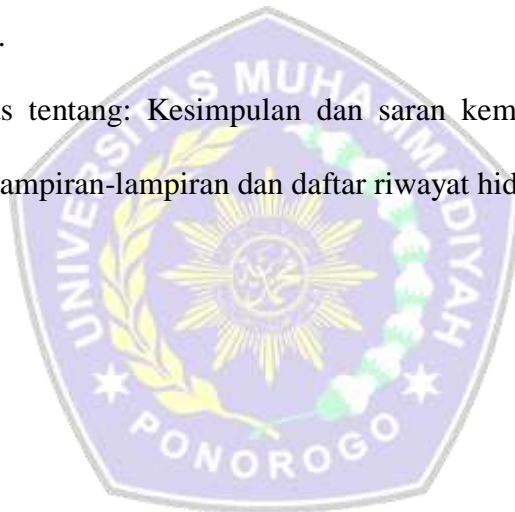 .
s tentang: Kesimpulan dan saran kem
ampiran-lampiran dan daftar riwayat hid
UNIVERSITAS MUHAMMADIYAH
PONOROGO